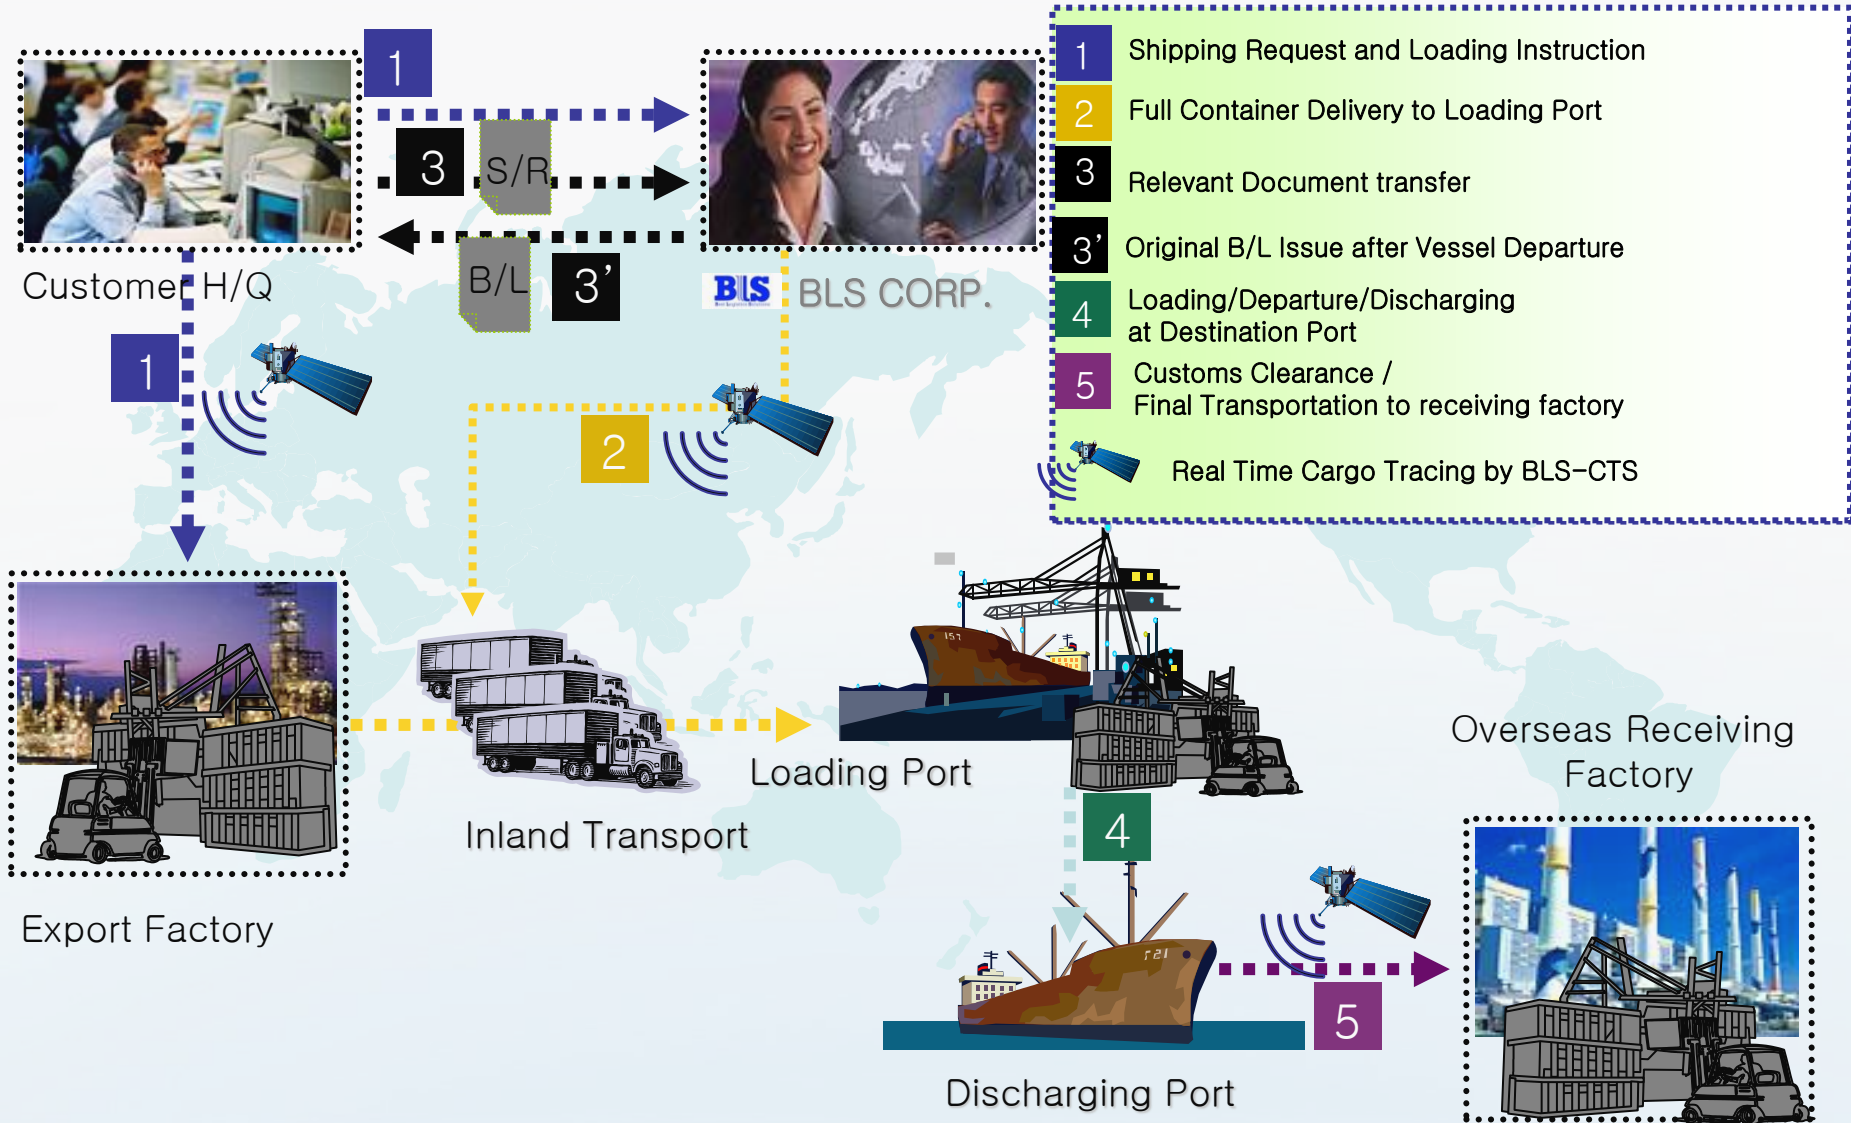 1
3
S/R
B/L
3’
Customer H/Q
BLS
BLS CORP.
1
2
1 Shipping Request and Loading Instruction
2 Full Container Delivery to Loading Port
3 Relevant Document transfer
3’ Original B/L Issue after Vessel Departure
4 Loading/Departure/Discharging
at Destination Port
5 Customs Clearance /
Final Transportation to receiving factory
Real Time Cargo Tracing by BLS-CTS
157
Loading Port
Inland Transport
Export Factory
4
Overseas Receiving
Factory
157
5
Discharging Port